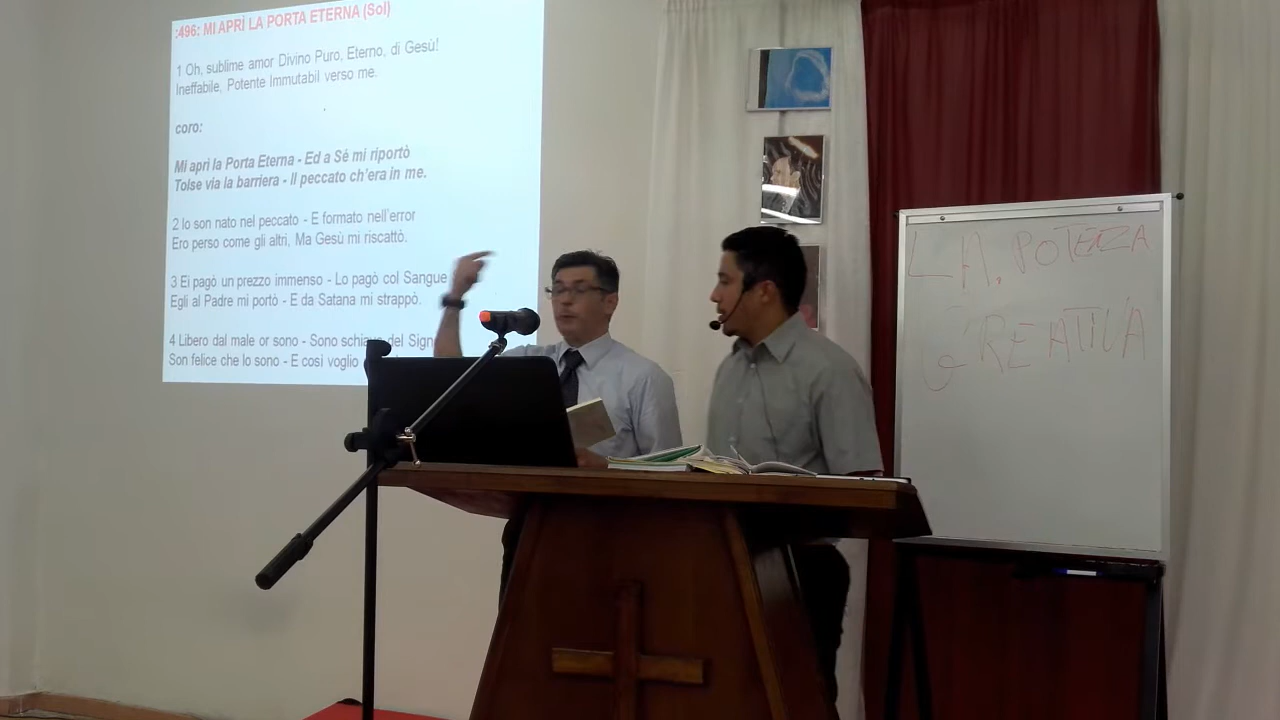 :496: MI APRÌ LA PORTA ETERNA (Sol)
1 Oh, sublime amor Divino Puro, Eterno, di Gesù!
Ineffabile, Potente Immutabil verso me.
coro:
Mi aprì la Porta Eterna - Ed a Sé mi riportò
Tolse via la barriera - Il peccato ch'era in me.
2 Io son nato nel peccato - E formato nell'error
Ero perso come gli altri, Ma Gesù mi riscattò.
3 Ei pagò un prezzo immenso - Lo pagò col Sangue
Egli al Padre mi portò - E da Satana mi strappò.
4 Libero dal male or sono - Sono schiavo del Sign
Son felice che lo sono - E così voglio
LA POTENZA
CREATIVA